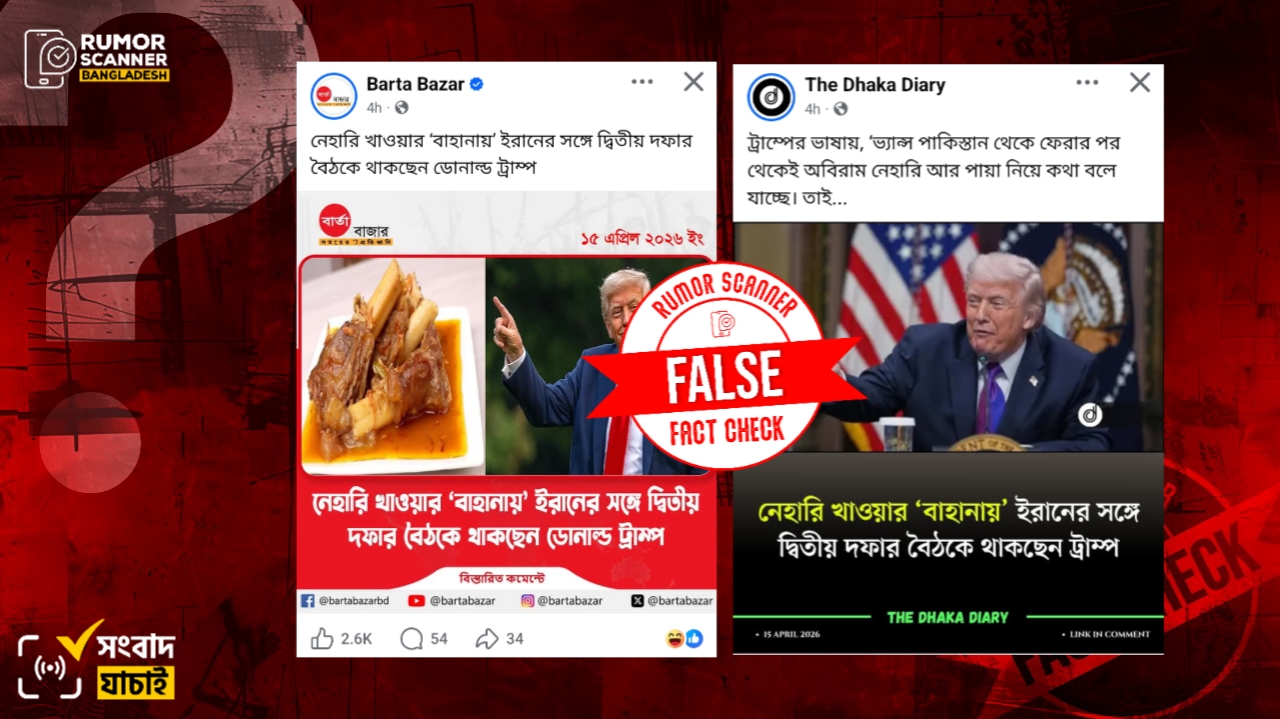 RUMOR
SCANNER
BANGLADESH
Barta Bazar
4h
নেহারি খাওয়ার ‘বাহানায়’ ইরানের সঙ্গে দ্বিতীয় দফার
বৈঠকে থাকছেন ডোনাল্ড ট্রাম্প
বার্তা
বাজার
১৫ এপ্রিল ২০২৬ ইং
নেহারি খাওয়ার ‘বাহানায়’ ইরানের সঙ্গে দ্বিতীয়
দফার বৈঠকে থাকছেন ডোনাল্ড ট্রাম্প
বিস্তারিত কমেন্টে
@bartabazarbd @bartabazar @bartabazar @bartabazar
2.6K 54 34
The Dhaka Diary
4h
ট্রাম্পের ভাষায়, ‘ভ্যান্স পাকিস্তান থেকে ফেরার পর
থেকেই অবিরাম নেহারি আর পায়া নিয়ে কথা বলে
যাচ্ছে। তাই...
নেহারি খাওয়ার ‘বাহানায়’ ইরানের সঙ্গে
দ্বিতীয় দফার বৈঠকে থাকছেন ট্রাম্প
THE DHAKA DIARY
• 15 APRIL 2026
• LINK IN COMMENT
RUMOR SCANNER
FALSE
FACT CHECK
সংবাদ
যাচাই